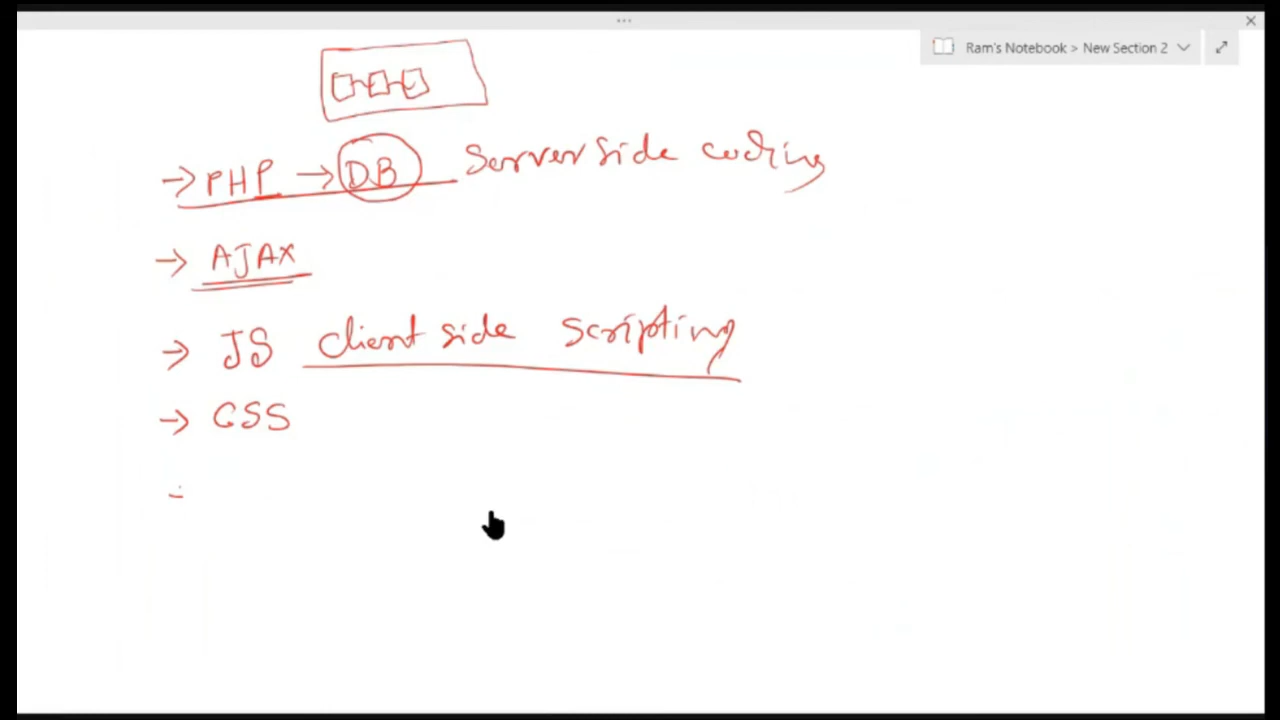 Ram's Notebook > New Section 2
→ PHP → DB Server side coding
→ AJAX
→ JS client side scripting
→ CSS